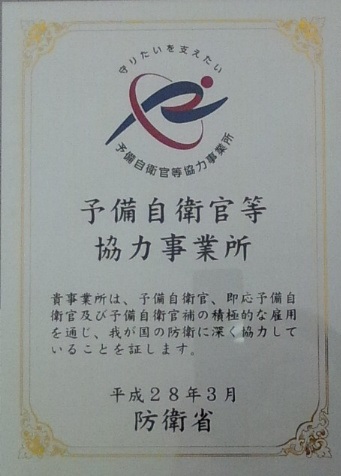 守りたいを支えたい
予備自衛官等協力事業所
予備自衛官等
協力事業所
貴事業所は、予備自衛官、即応予備自
衛官及び予備自衛官補の積極的な雇用
を通じ、我が国の防衛に深く協力して
いることを証します。
平成28年3月
防衛省